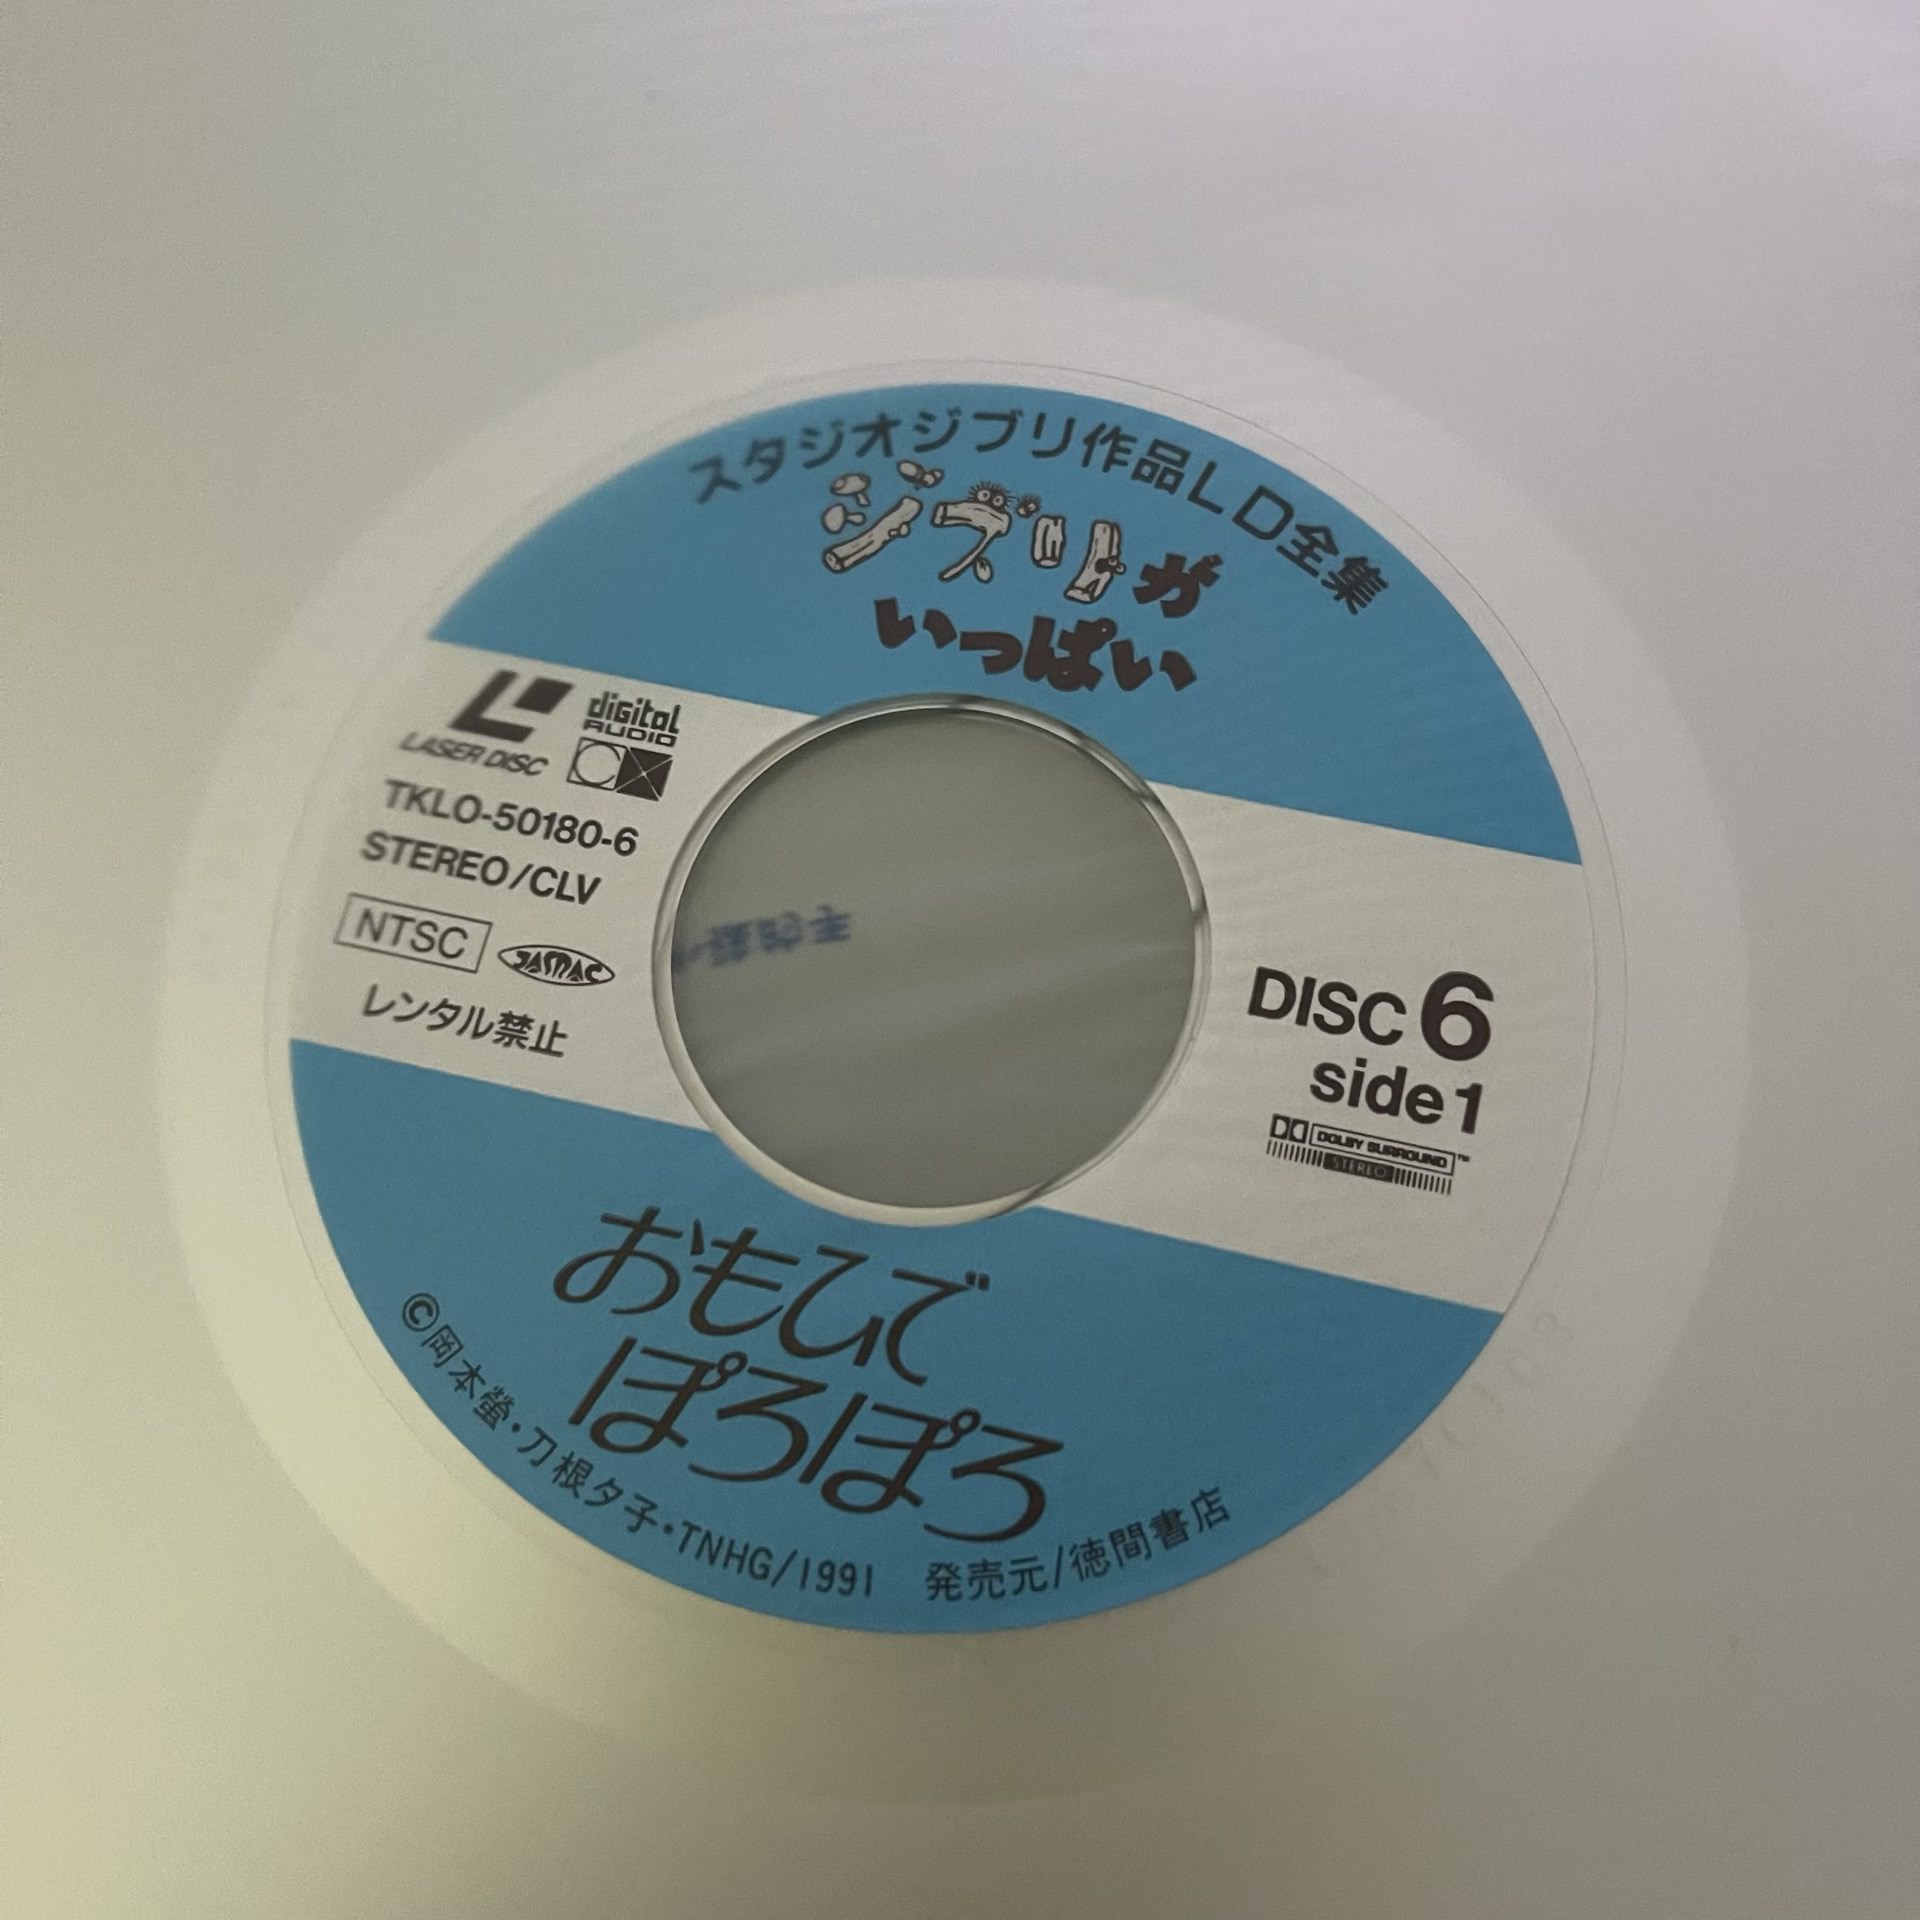 スタジオジブリ作品LD全集
ジブリが
いっぱい
LASER DISC
digital
AUDIO
TKLO-50180-6
STEREO/CLV
NTSC
JASRAC
レンタル禁止
DISC 6
side 1
DOLBY SURROUND™
STEREO
おもひで
ぽろぽろ
©岡本螢・刀根夕子・TNHG/1991 発売元/徳間書店